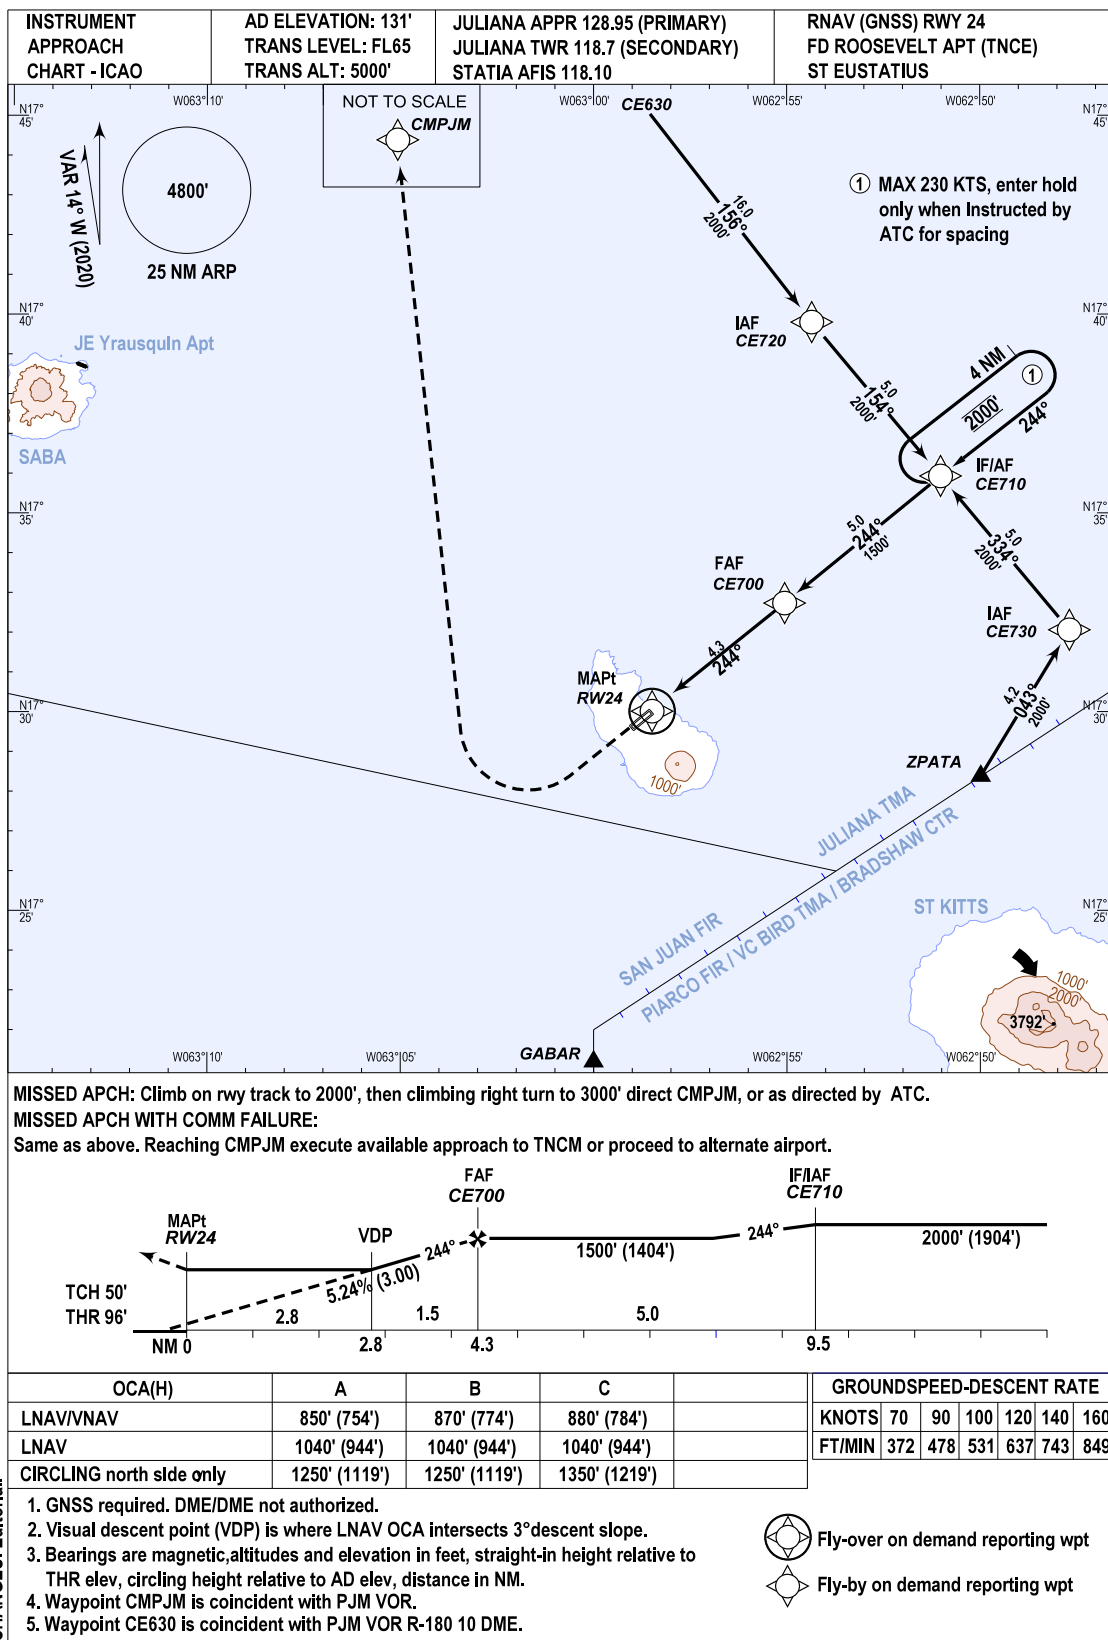 INSTRUMENT
APPROACH
CHART - ICAO
AD ELEVATION: 131'
TRANS LEVEL: FL65
TRANS ALT: 5000'
JULIANA APPR 128.95 (PRIMARY)
JULIANA TWR 118.7 (SECONDARY)
STATIA AFIS 118.10
RNAV (GNSS) RWY 24
FD ROOSEVELT APT (TNCE)
ST EUSTATIUS
W063°10'
W063°00'
W062°55'
W062°50'
N17°
45'
N17°
45'
NOT TO SCALE
CMPJM
CE630
VAR 14° W (2020)
4800'
25 NM ARP
1 MAX 230 KTS, enter hold
only when Instructed by
ATC for spacing
16.0
156°
2000'
N17°
40'
N17°
40'
IAF
CE720
JE Yrausquin Apt
SABA
5.0
154°
2000'
4 NM
1
2000'
244°
IF/AF
CE710
N17°
35'
N17°
35'
5.0
244°
1500'
5.0
334°
2000'
FAF
CE700
IAF
CE730
4.3
244°
MAPt
RW24
1000'
4.2
043°
2000'
N17°
30'
N17°
30'
ZPATA
JULIANA TMA
SAN JUAN FIR
PIARCO FIR / VC BIRD TMA / BRADSHAW CTR
N17°
25'
N17°
25'
ST KITTS
1000'
2000'
3792'
GABAR
W063°10'
W063°05'
W062°55'
W062°50'
MISSED APCH: Climb on rwy track to 2000', then climbing right turn to 3000' direct CMPJM, or as directed by ATC.
MISSED APCH WITH COMM FAILURE:
Same as above. Reaching CMPJM execute available approach to TNCM or proceed to alternate airport.
FAF
CE700
IF/IAF
CE710
MAPt
RW24
VDP
244°
1500' (1404')
244°
2000' (1904')
5.24% (3.00)
TCH 50'
THR 96'
2.8
1.5
5.0
NM 0
2.8
4.3
9.5
OCA(H) A B C
LNAV/VNAV 850' (754') 870' (774') 880' (784')
LNAV 1040' (944') 1040' (944') 1040' (944')
CIRCLING north side only 1250' (1119') 1250' (1119') 1350' (1219')
GROUNDSPEED-DESCENT RATE
KNOTS 70 90 100 120 140 160
FT/MIN 372 478 531 637 743 849
1. GNSS required. DME/DME not authorized.
2. Visual descent point (VDP) is where LNAV OCA intersects 3°descent slope.
3. Bearings are magnetic,altitudes and elevation in feet, straight-in height relative to
THR elev, circling height relative to AD elev, distance in NM.
4. Waypoint CMPJM is coincident with PJM VOR.
5. Waypoint CE630 is coincident with PJM VOR R-180 10 DME.
Fly-over on demand reporting wpt
Fly-by on demand reporting wpt